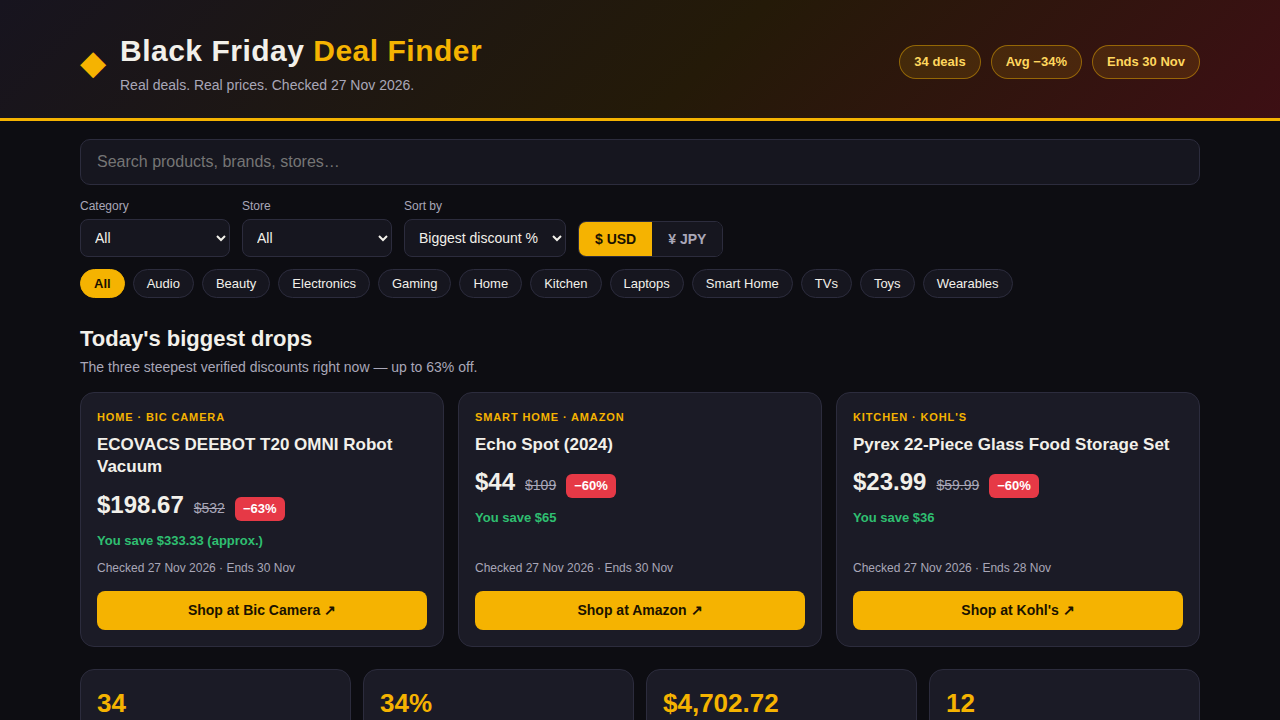 Black Friday Deal Finder
Real deals. Real prices. Checked 27 Nov 2026.
34 deals
Avg −34%
Ends 30 Nov
Search products, brands, stores…
Category
Store
Sort by
All
All
Biggest discount %
$ USD
¥ JPY
All
Audio
Beauty
Electronics
Gaming
Home
Kitchen
Laptops
Smart Home
TVs
Toys
Wearables
Today's biggest drops
The three steepest verified discounts right now — up to 63% off.
HOME · BIC CAMERA
ECOVACS DEEBOT T20 OMNI Robot
Vacuum
$198.67 $532 −63%
You save $333.33 (approx.)
Checked 27 Nov 2026 · Ends 30 Nov
Shop at Bic Camera ↗
SMART HOME · AMAZON
Echo Spot (2024)
$44 $109 −60%
You save $65
Checked 27 Nov 2026 · Ends 30 Nov
Shop at Amazon ↗
KITCHEN · KOHL'S
Pyrex 22-Piece Glass Food Storage Set
$23.99 $59.99 −60%
You save $36
Checked 27 Nov 2026 · Ends 28 Nov
Shop at Kohl's ↗
34
34%
$4,702.72
12